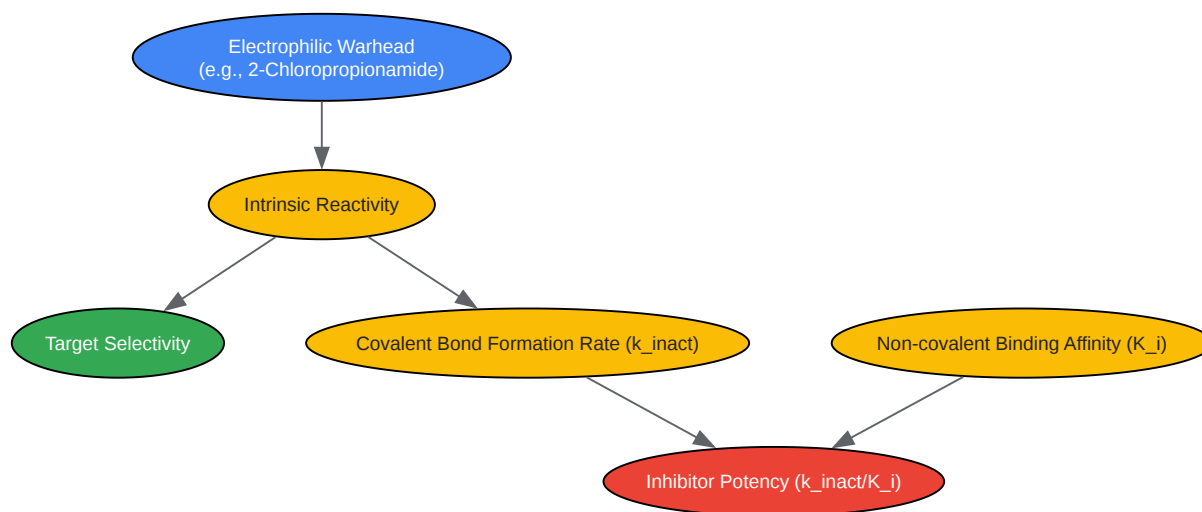 Electrophilic Warhead
(e.g., 2-Chloropropionamide)
Intrinsic Reactivity
Target Selectivity
Covalent Bond Formation Rate (k_inact)
Non-covalent Binding Affinity (K_i)
Inhibitor Potency (k_inact/K_i)